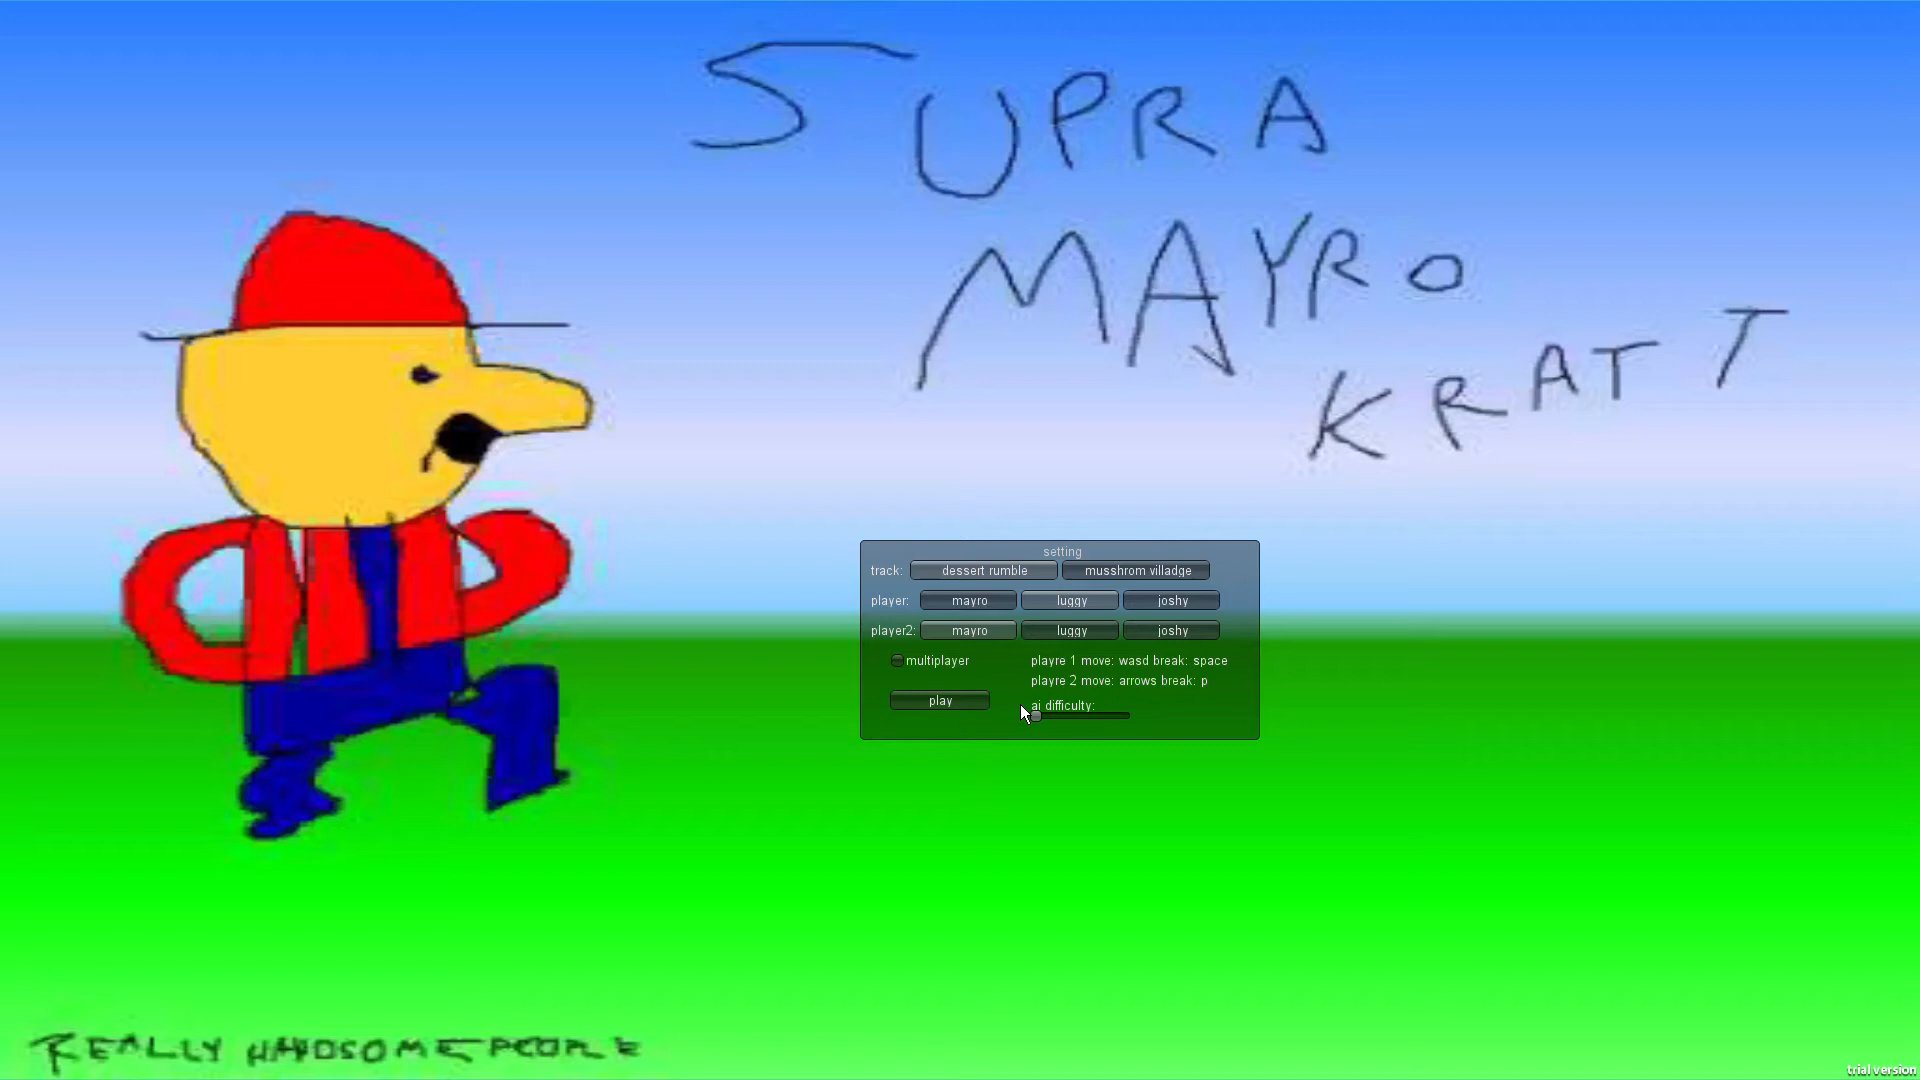 SUPRA
MAYRO
KRATT
setting
track: dessert rumble musshrom villadge
player: mayro luggy joshy
player2: mayro luggy joshy
multiplayer playre 1 move: wasd break: space
playre 2 move: arrows break: p
play ai difficulty:
REALLY HANDSOME PEOPLE
trial version